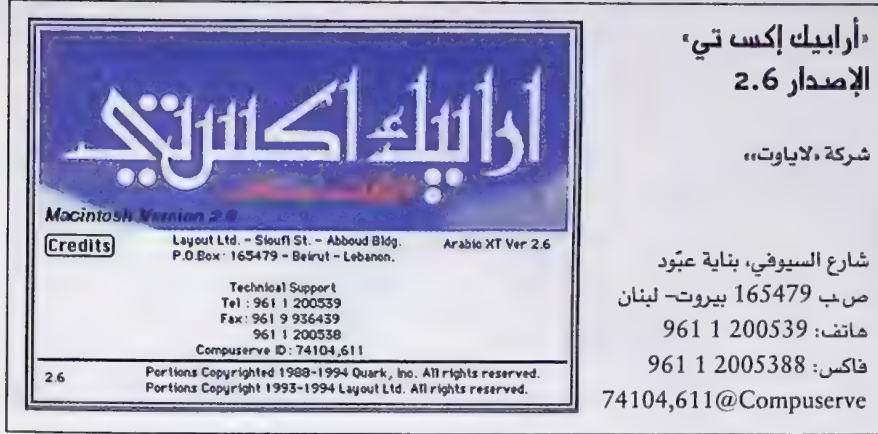 «أرابيك إكست تي»
الإصدار 2.6
شركة «لاياوت»،
شارع السيوفي، بناية عبّود
ص.ب 165479 بيروت- لبنان
هاتف: 200539 1 961
فاكس: 2005388 1 961
74104,611@Compuserve
ارابيك اكس تي
Macintosh Version 2.6
Credits
Layout Ltd. - Sioufi St. - Abboud Bldg.
P.O.Box: 165479 - Beirut - Lebanon.
Arabic XT Ver 2.6
Technical Support
Tel : 961 1 200539
Fax: 961 9 936439
961 1 200538
Compuserve ID: 74104,611
2.6
Portions Copyrighted 1988-1994 Quark, Inc. All rights reserved.
Portions Copyright 1993-1994 Layout Ltd. All rights reserved.